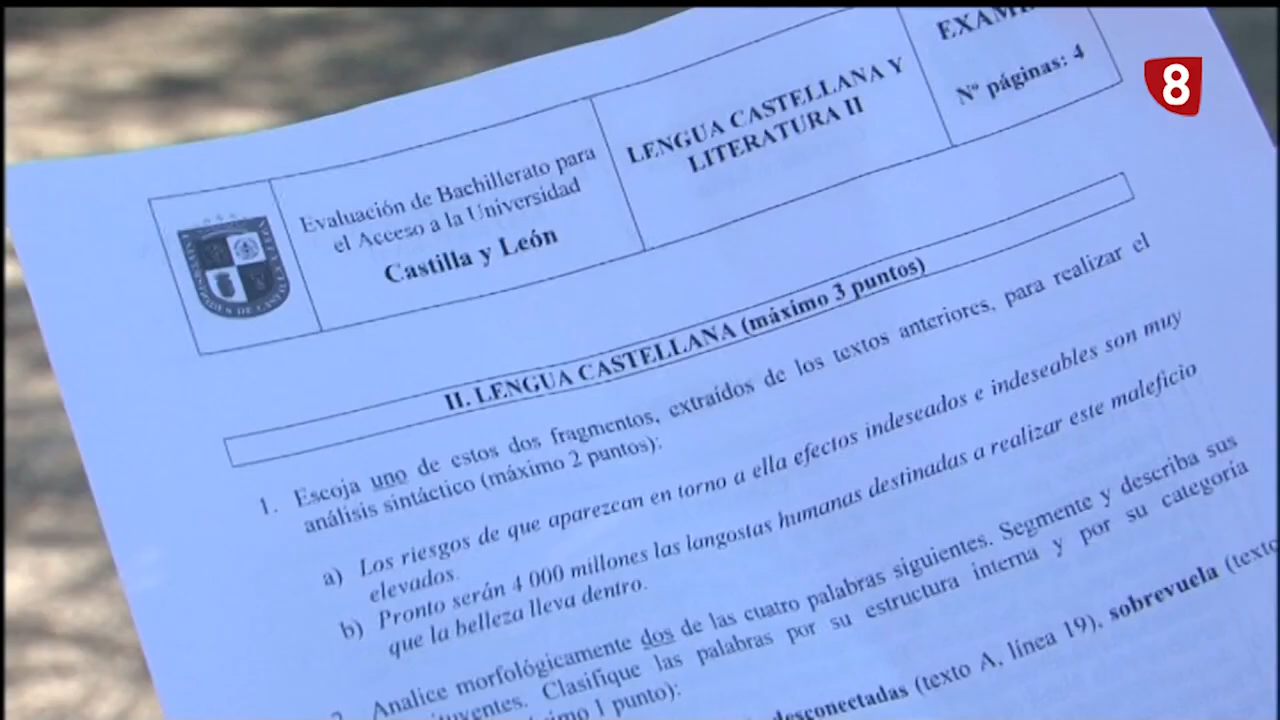 8
EXAME
Nº páginas: 4
LENGUA CASTELLANA Y
LITERATURA II
Evaluación de Bachillerato para
el Acceso a la Universidad
Castilla y León
II. LENGUA CASTELLANA (máximo 3 puntos)
1. Escoja uno de estos dos fragmentos, extraídos de los textos anteriores, para realizar el
análisis sintáctico (máximo 2 puntos):
a) Los riesgos de que aparezcan en torno a ella efectos indeseados e indeseables son muy
elevados.
b) Pronto serán 4 000 millones las langostas humanas destinadas a realizar este maleficio
que la belleza lleva dentro.
Analice morfológicamente dos de las cuatro palabras siguientes. Segmente y describa sus
tuyentes. Clasifique las palabras por su estructura interna y por su categoría
imo 1 punto):
desconectadas (texto A, línea 19), sobrevuela (texto